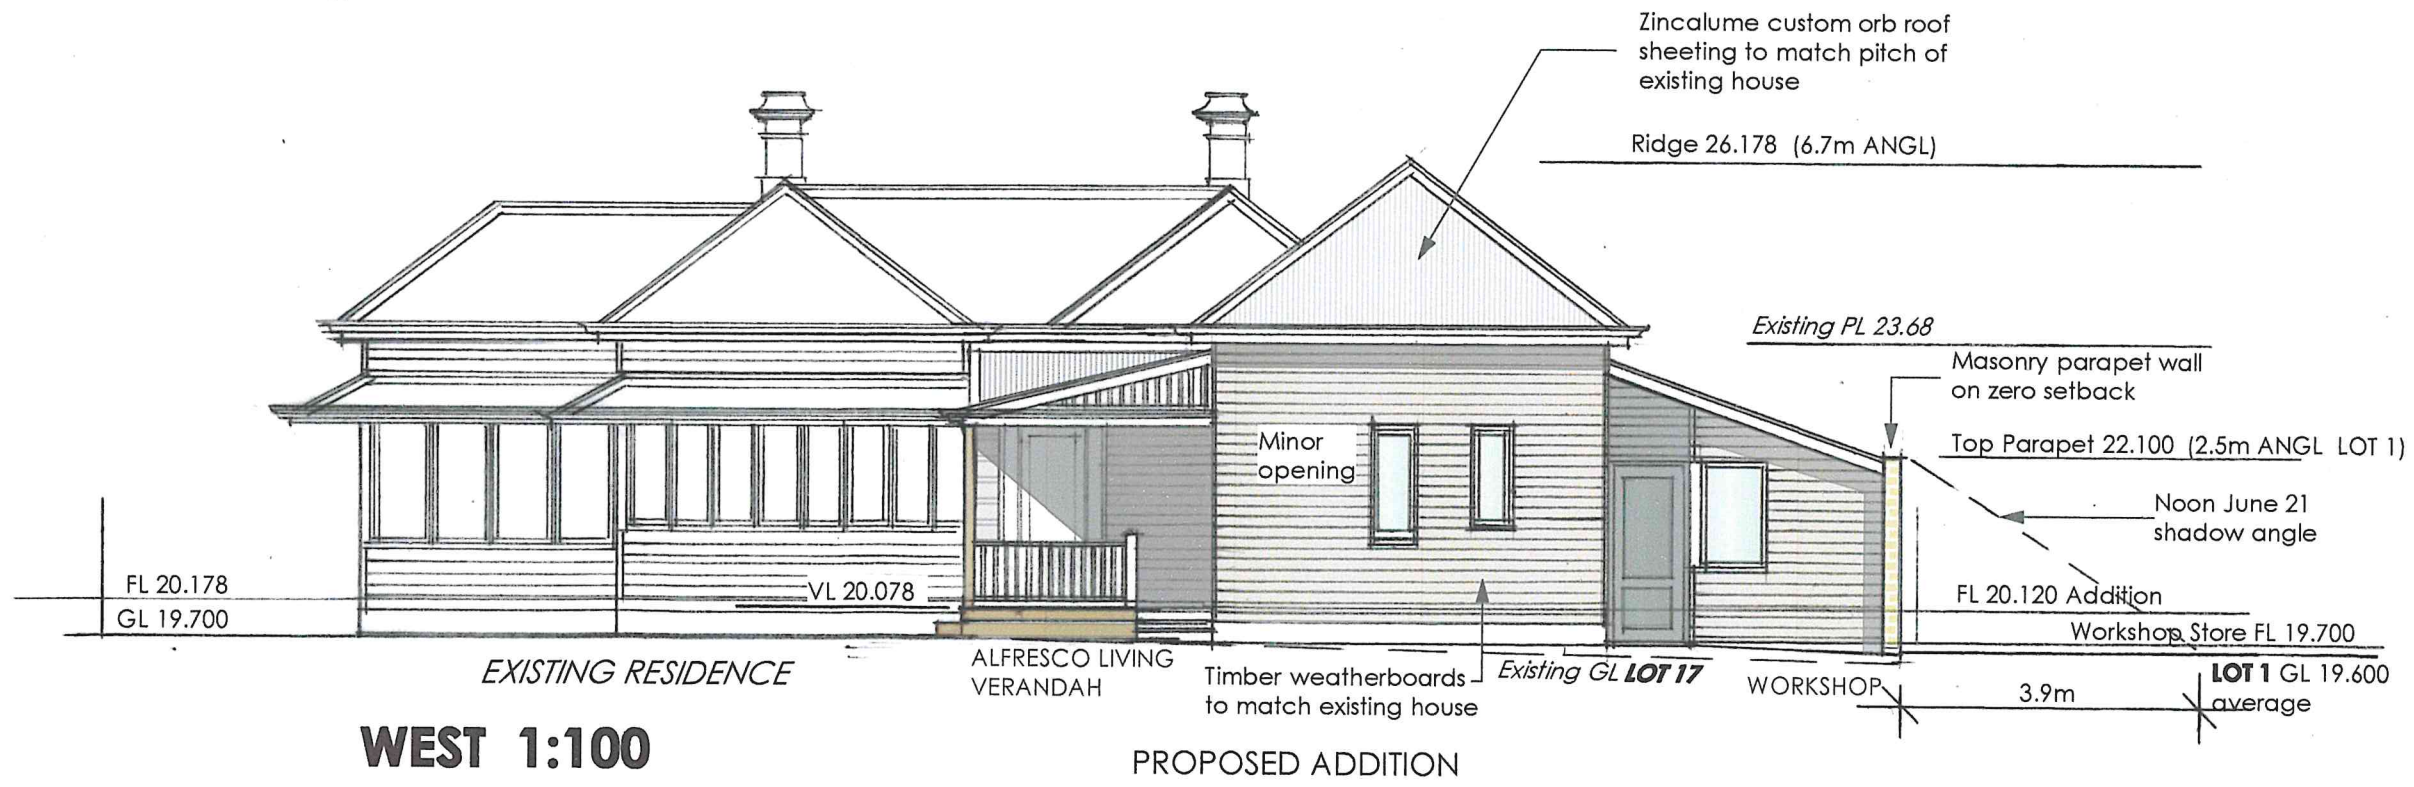 Zincalume custom orb roof
sheeting to match pitch of
existing house
Ridge 26.178 (6.7m ANGL)
Existing PL 23.68
Masonry parapet wall
on zero setback
Top Parapet 22.100 (2.5m ANGL LOT 1)
Minor
opening
Noon June 21
shadow angle
FL 20.178
VL 20.078
FL 20.120 Addition
GL 19.700
Workshop Store FL 19.700
EXISTING RESIDENCE
ALFRESCO LIVING
VERANDAH
Timber weatherboards
to match existing house
Existing GL LOT 17
WORKSHOP
3.9m
LOT 1 GL 19.600
average
WEST 1:100
PROPOSED ADDITION